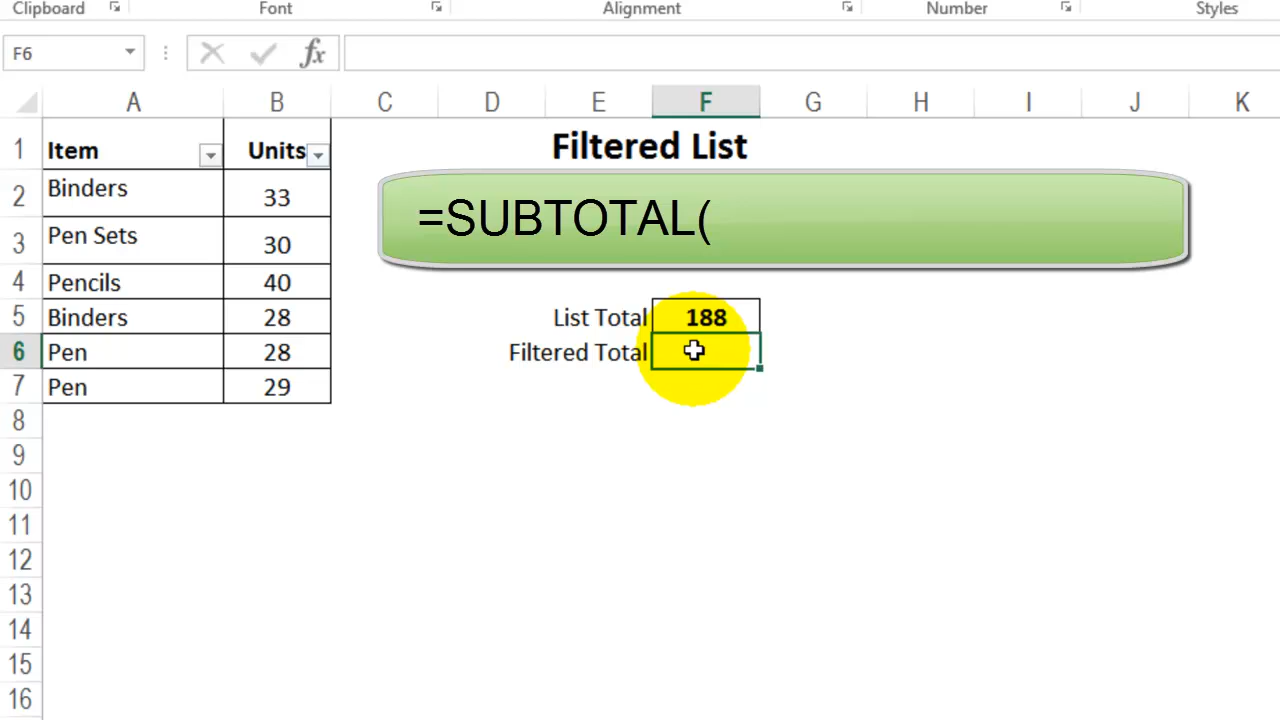 Clipboard Font Alignment Number Styles
F6 fx
A B C D E F G H I J K
1 Item Units Filtered List
2 Binders 33 =SUBTOTAL(
3 Pen Sets 30
4 Pencils 40
5 Binders 28 List Total 188
6 Pen 28 Filtered Total
7 Pen 29
8
9
10
11
12
13
14
15
16